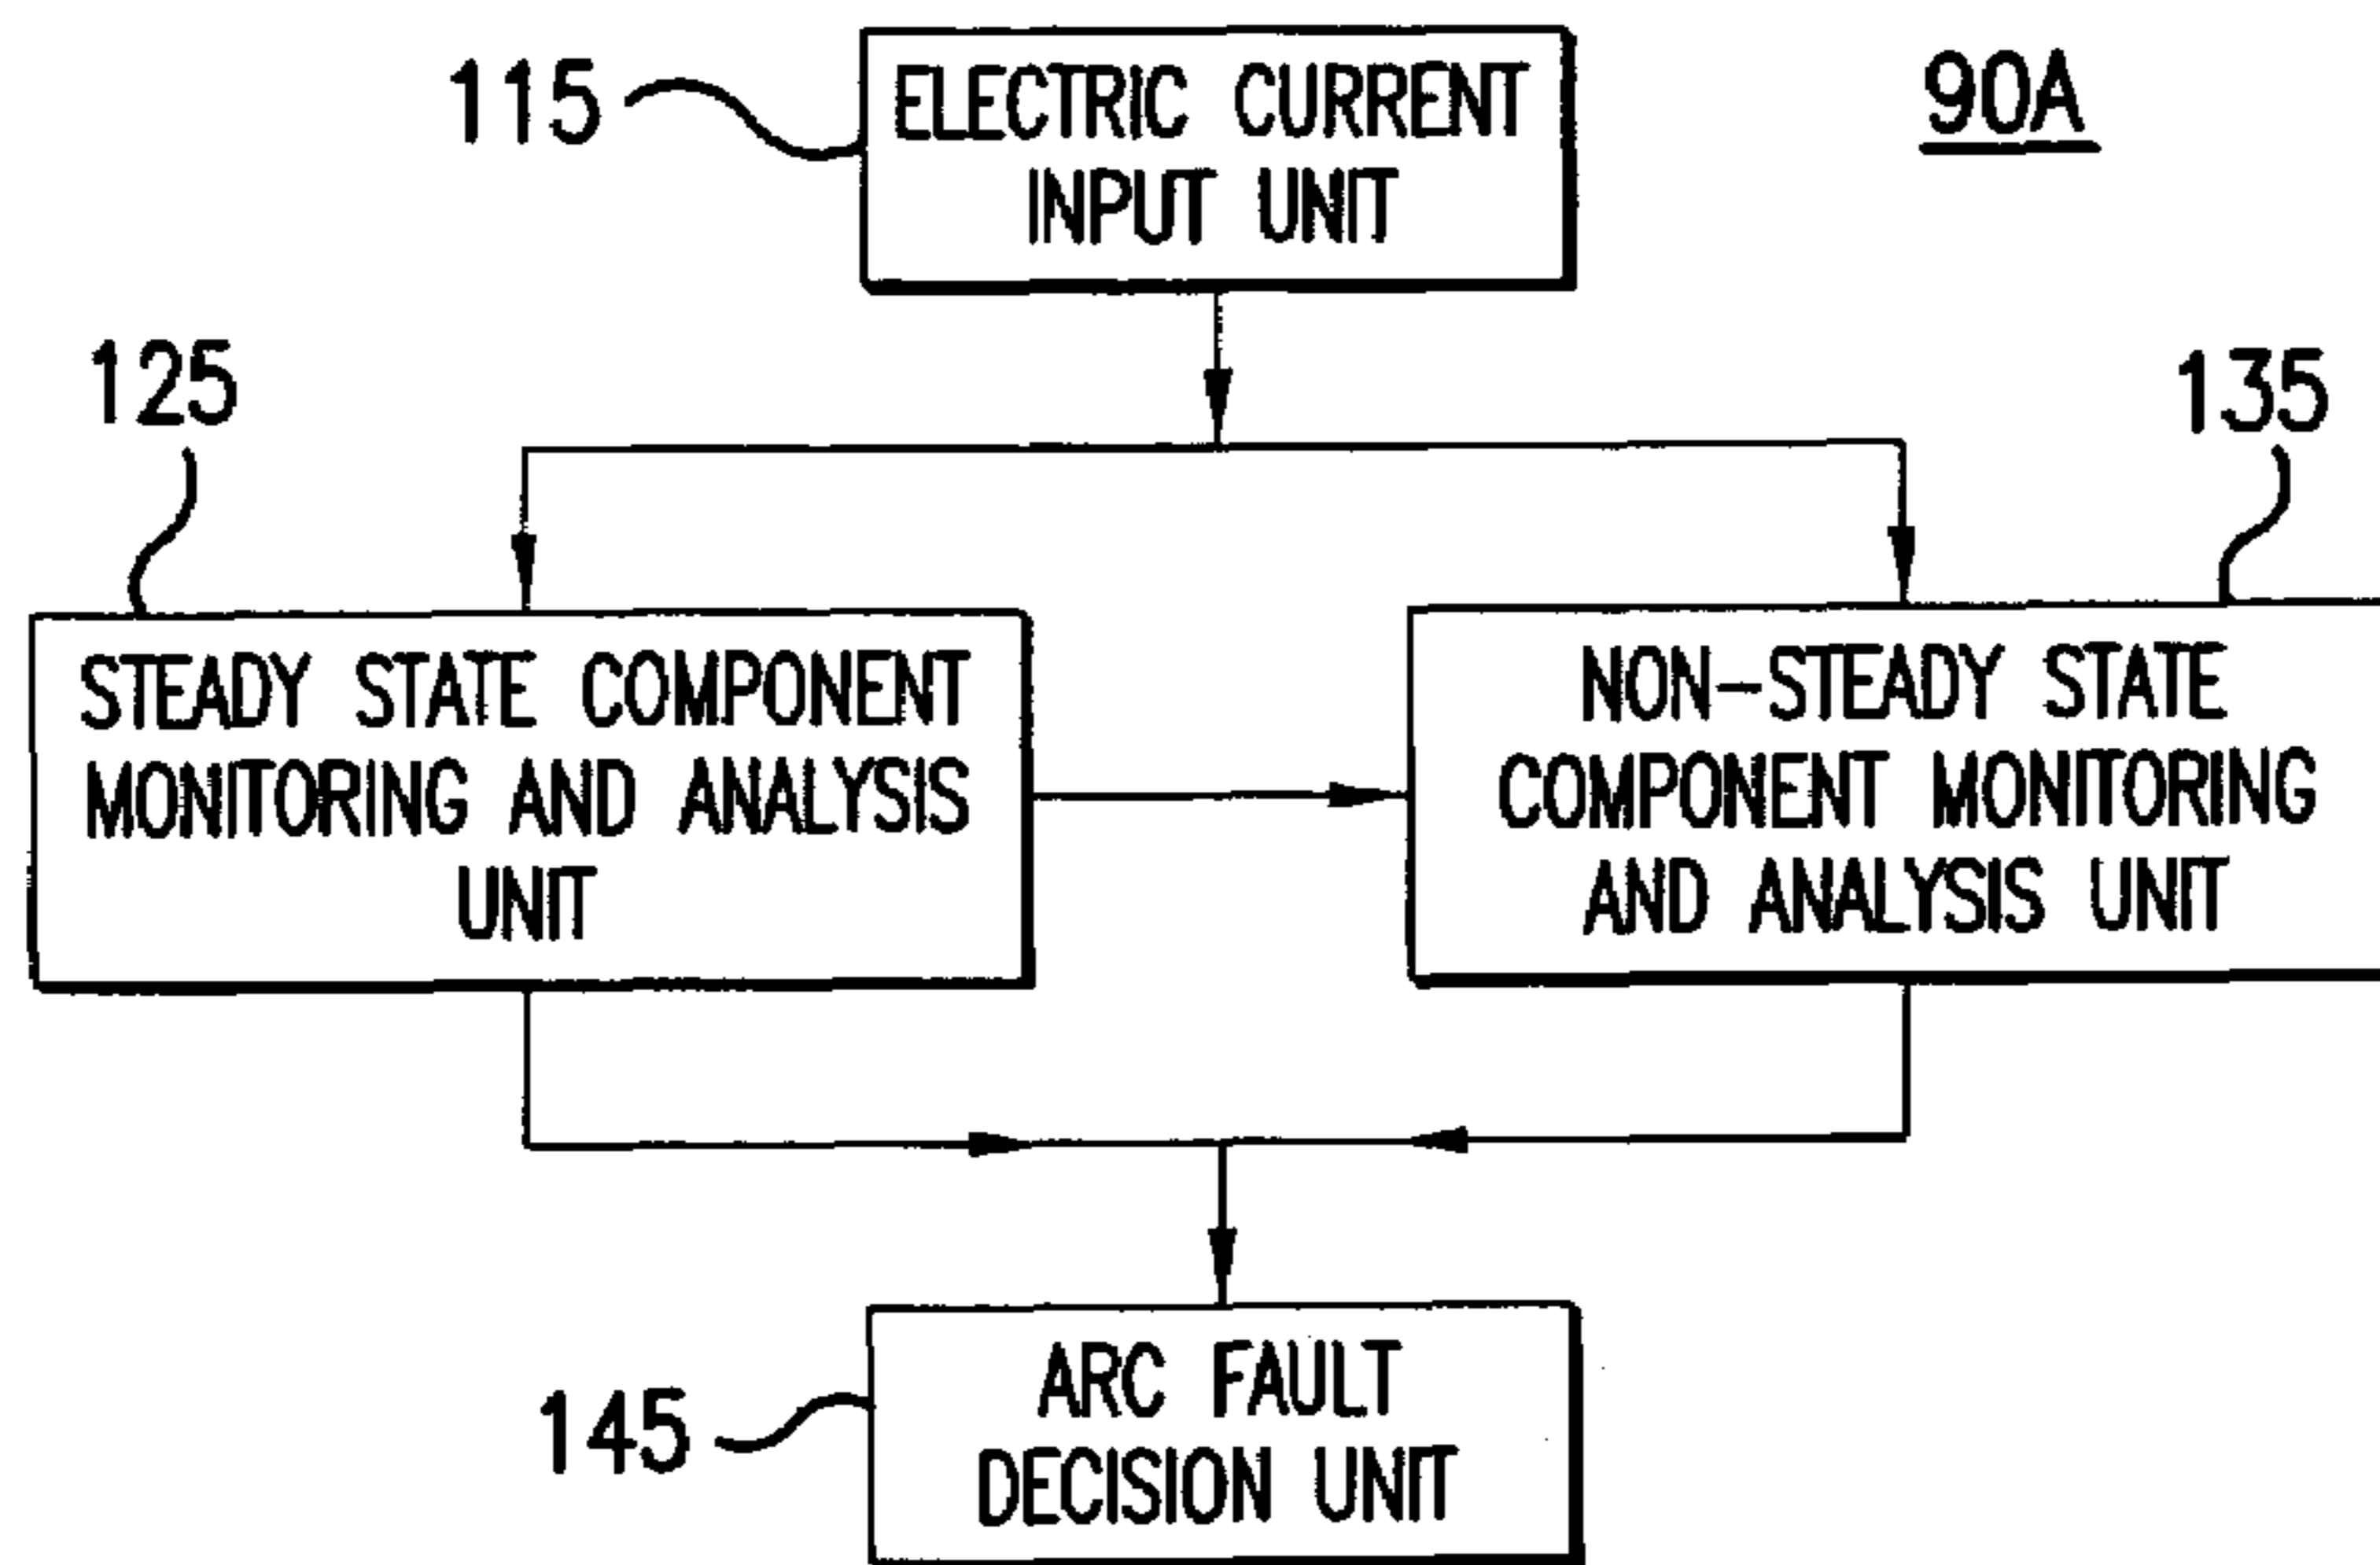 115
ELECTRIC CURRENT
INPUT UNIT
90A
125
135
STEADY STATE COMPONENT
MONITORING AND ANALYSIS
UNIT
NON-STEADY STATE
COMPONENT MONITORING
AND ANALYSIS UNIT
145
ARC FAULT
DECISION UNIT